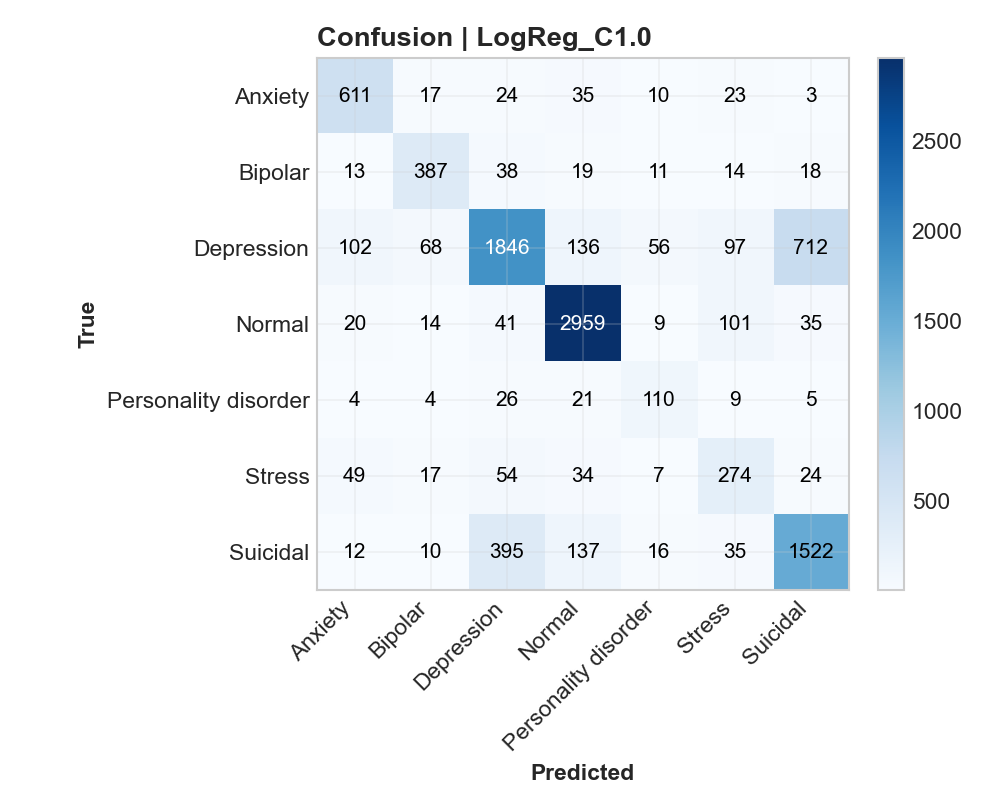 Confusion | LogReg_C1.0
Anxiety 611 17 24 35 10 23 3
Bipolar 13 387 38 19 11 14 18
Depression 102 68 1846 136 56 97 712
Normal 20 14 41 2959 9 101 35
Personality disorder 4 4 26 21 110 9 5
Stress 49 17 54 34 7 274 24
Suicidal 12 10 395 137 16 35 1522
True
Anxiety Bipolar Depression Normal Personality disorder Stress Suicidal
Predicted
2500
2000
1500
1000
500